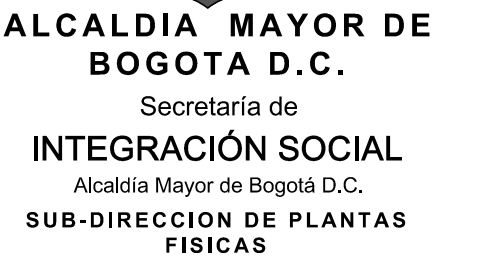 ALCALDIA MAYOR DE
BOGOTA D.C.
Secretaría de
INTEGRACIÓN SOCIAL
Alcaldía Mayor de Bogotá D.C.
SUB-DIRECCION DE PLANTAS
FISICAS